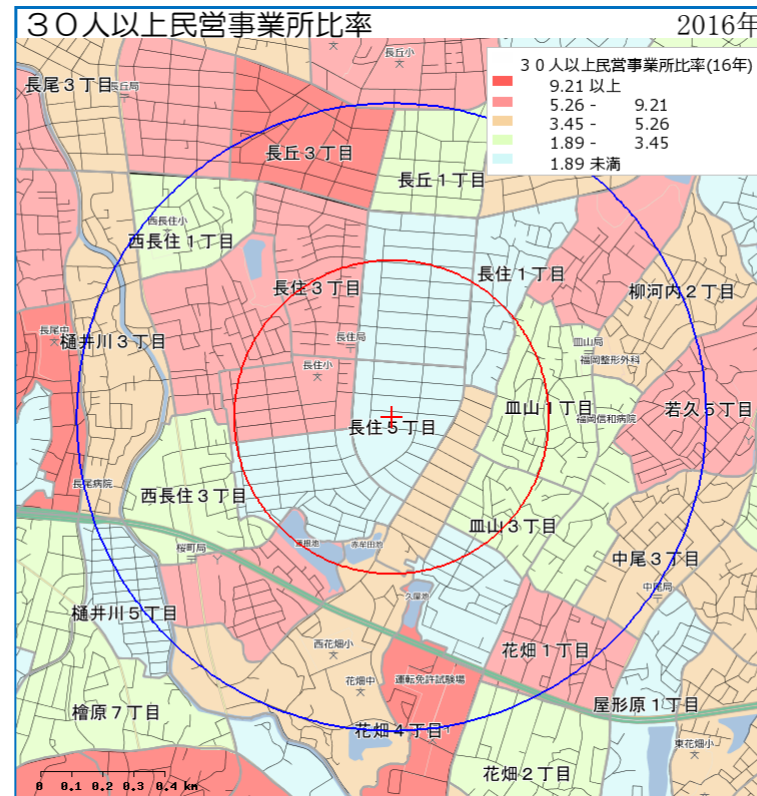 ３０人以上民営事業所比率
2016年
３０人以上民営事業所比率(16年)
9.21 以上
5.26 - 9.21
3.45 - 5.26
1.89 - 3.45
1.89 未満
長丘小
長尾３丁目
長丘局
長丘３丁目
長丘１丁目
西長住小
西長住１丁目
長住１丁目
長住３丁目
柳河内２丁目
長尾中
樋井川３丁目
長住局
皿山局
福岡整形外科
長住小
皿山１丁目
若久５丁目
福岡信和病院
長住５丁目
長尾病院
西長住３丁目
皿山３丁目
桜町局
蓮根池
赤牟田池
中尾３丁目
中尾局
久保池
樋井川５丁目
西花畑小
花畑１丁目
花畑中
運転免許試験場
屋形原１丁目
檜原７丁目
花畑４丁目
東花畑小
花畑２丁目
0 0.1 0.2 0.3 0.4 km